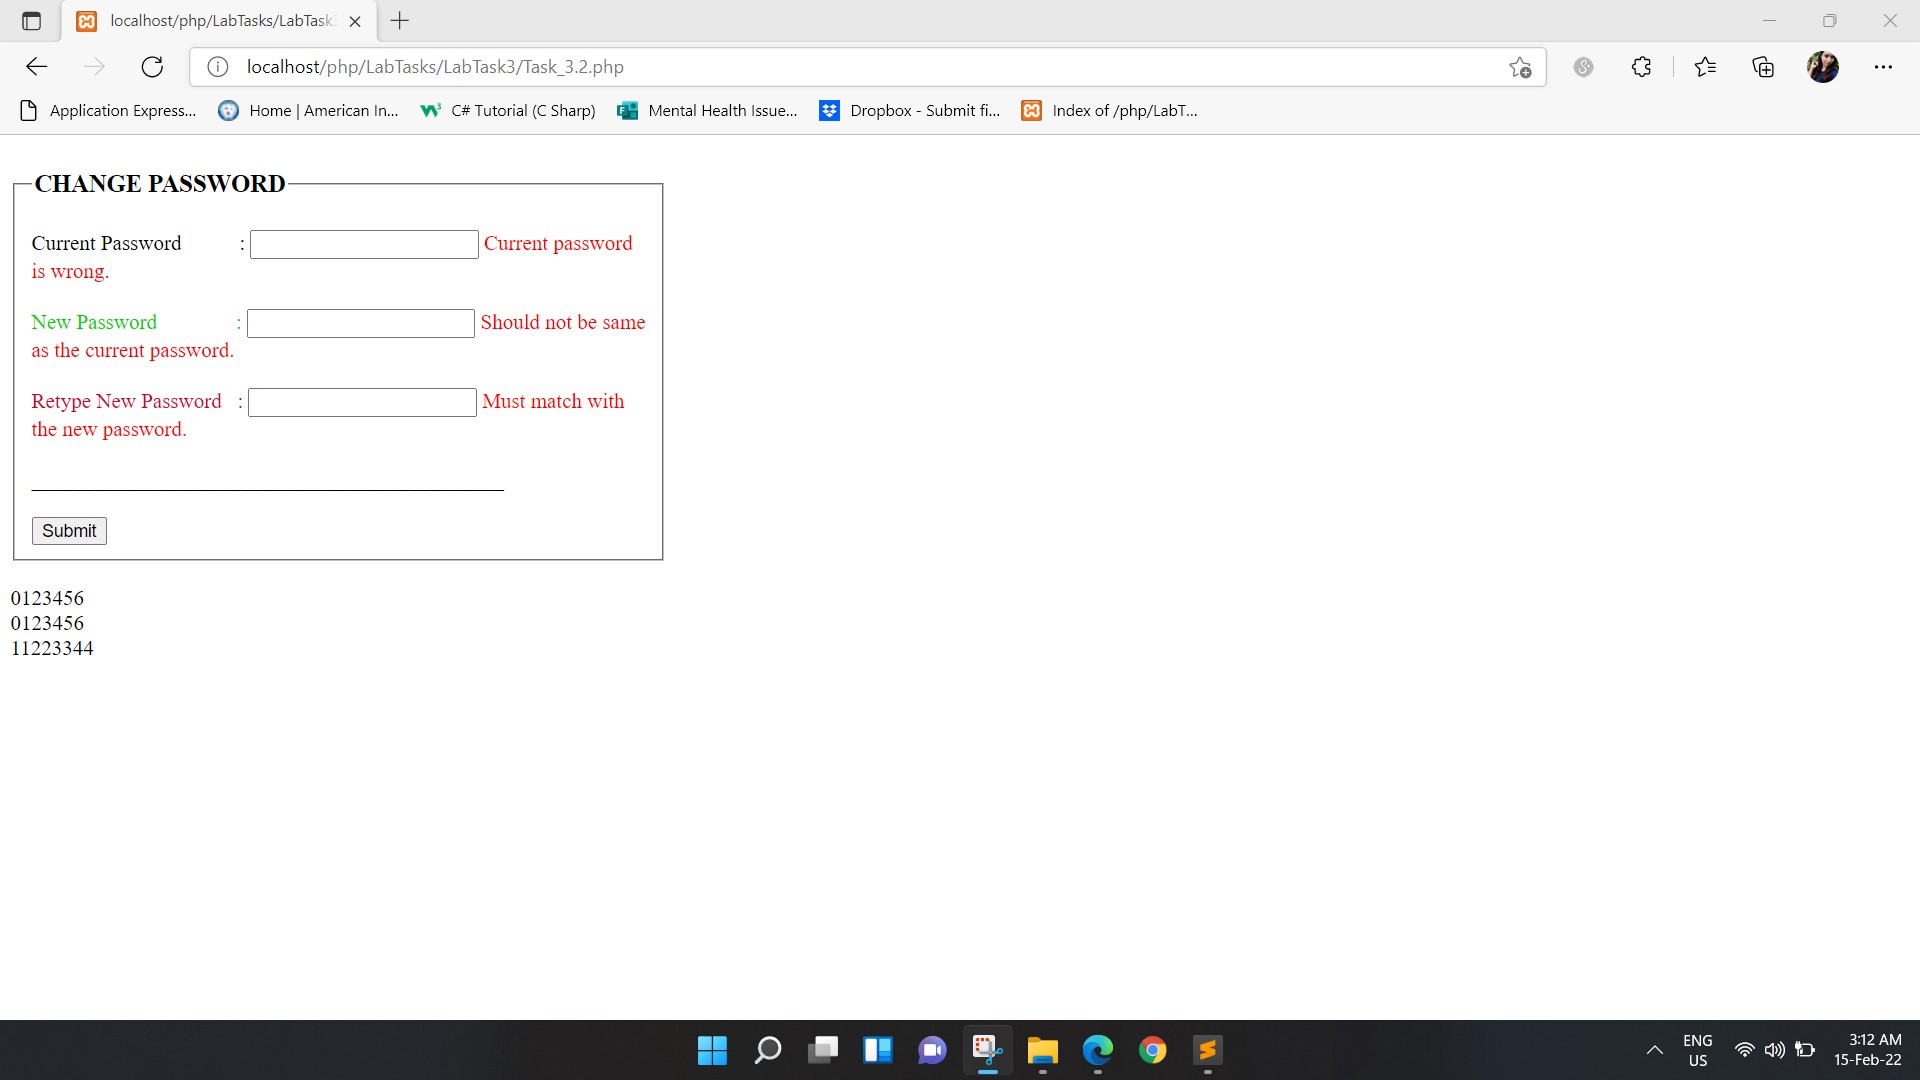 localhost/php/LabTasks/LabTask
localhost/php/LabTasks/LabTask3/Task_3.2.php
Application Express... Home | American In... C# Tutorial (C Sharp) Mental Health Issue... Dropbox - Submit fi... Index of /php/LabT...
CHANGE PASSWORD
Current Password : Current password
is wrong.
New Password : Should not be same
as the current password.
Retype New Password : Must match with
the new password.
Submit
0123456
0123456
11223344
ENG
US
3:12 AM
15-Feb-22